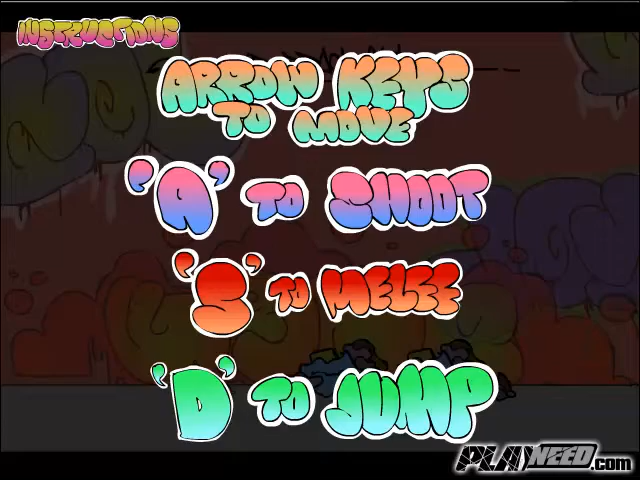 INSTRUCTIONS
ARROW KEYS
TO MOVE
'A' TO SHOOT
'S' TO MELEE
'D' TO JUMP
PLAYNEED.com